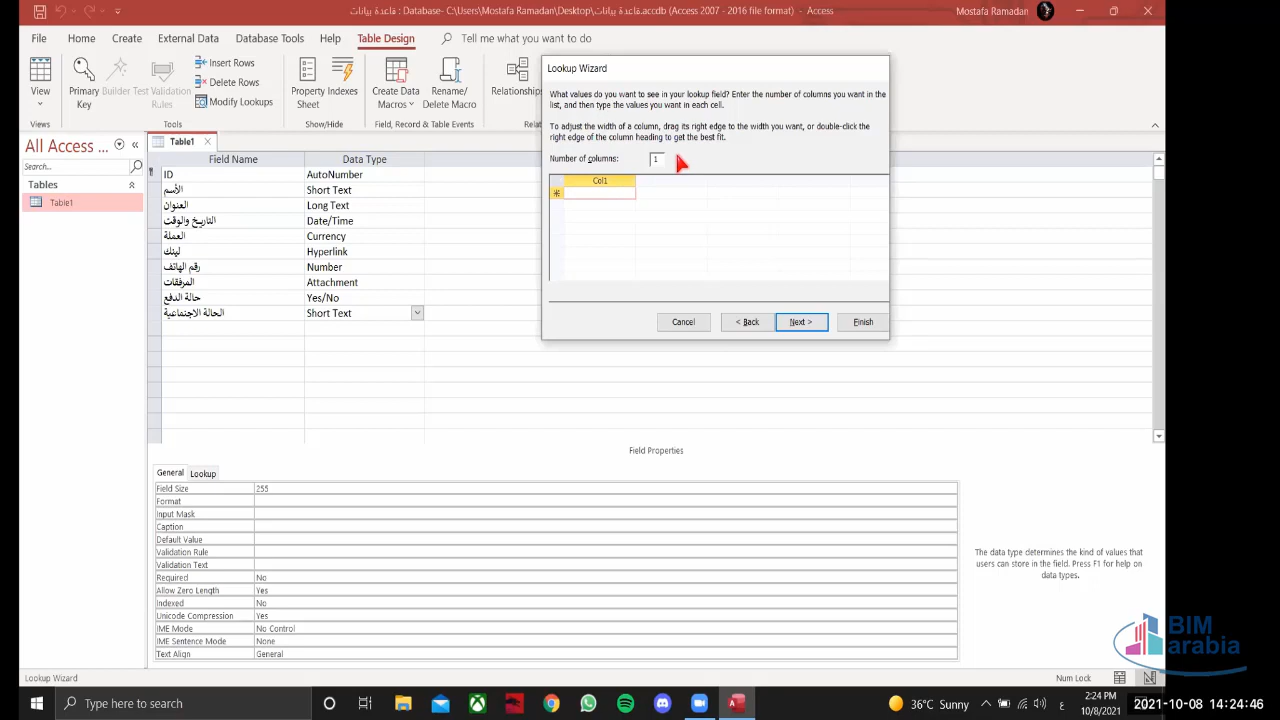 قاعدة بيانات : Database- C:\Users\Mostafa Ramadan\Desktop\قاعدة بيانات.accdb (Access 2007 - 2016 file format) - Access
Mostafa Ramadan
File Home Create External Data Database Tools Help Table Design Tell me what you want to do
View
Primary Key
Builder
Test Validation Rules
Insert Rows
Delete Rows
Modify Lookups
Property Sheet
Indexes
Create Data Macros
Rename/ Delete Macro
Relationships
Views
Tools
Show/Hide
Field, Record & Table Events
All Access
Search...
Tables
Table1
Table1
Field Name Data Type
ID AutoNumber
الأسم Short Text
العنوان Long Text
التاريخ والوقت Date/Time
العملة Currency
لينك Hyperlink
رقم الهاتف Number
المرفقات Attachment
حالة الدفع Yes/No
الحالة الاجتماعية Short Text
Lookup Wizard
What values do you want to see in your lookup field? Enter the number of columns you want in the
list, and then type the values you want in each cell.
To adjust the width of a column, drag its right edge to the width you want, or double-click the
right edge of the column heading to get the best fit.
Number of columns: 1
Col1
Cancel < Back Next > Finish
Field Properties
General Lookup
Field Size 255
Format
Input Mask
Caption
Default Value
Validation Rule
Validation Text
Required No
Allow Zero Length Yes
Indexed No
Unicode Compression Yes
IME Mode No Control
IME Sentence Mode None
Text Align General
The data type determines the kind of values that
users can store in the field. Press F1 for help on
data types.
BIM
arabia
Lookup Wizard
Num Lock
Type here to search
36°C Sunny
ع
2:24 PM
10/8/2021
2021-10-08 14:24:46